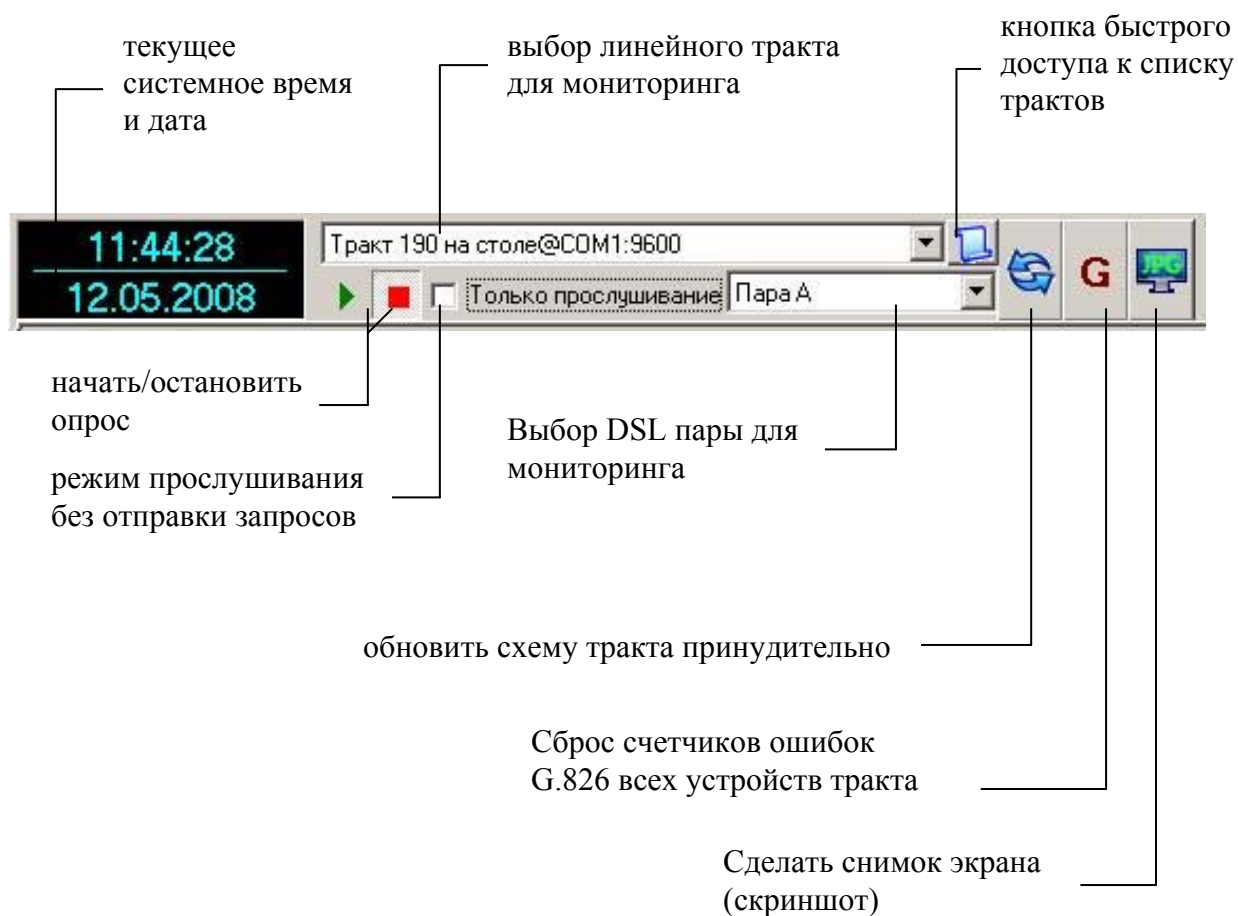 текущее
системное время
и дата
выбор линейного тракта
для мониторинга
кнопка быстрого
доступа к списку
трактов
11:44:28
12.05.2008
Тракт 190 на столе@COM1:9600
Только прослушивание
Пара А
G
JPG
начать/остановить
опрос
Выбор DSL пары для
мониторинга
режим прослушивания
без отправки запросов
обновить схему тракта принудительно
Сброс счетчиков ошибок
G.826 всех устройств тракта
Сделать снимок экрана
(скриншот)